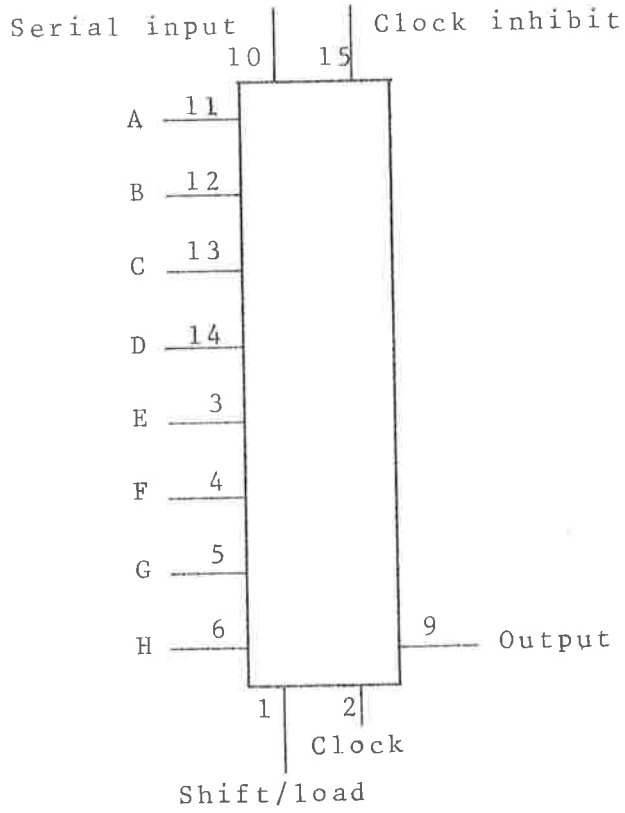 Serial input
Clock inhibit
10 15
A 11
B 12
C 13
D 14
E 3
F 4
G 5
H 6
9 Output
1 2
Clock
Shift/load